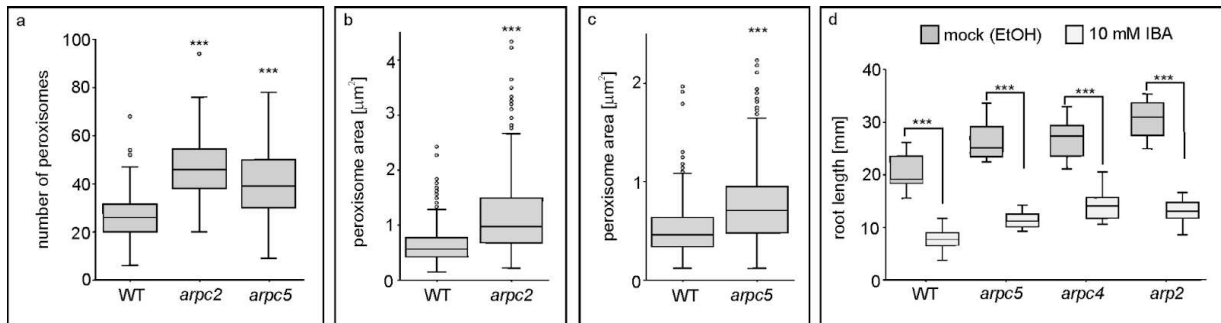 a
number of peroxisomes
100
80
60
40
20
0
***
***
WT
arpc2
arpc5
b
peroxisome area [µm²]
4
3
2
1
0
***
WT
arpc2
c
peroxisome area [µm²]
2
1
0
***
WT
arpc5
d
mock (EtOH)
10 mM IBA
root length [mm]
40
30
20
10
0
***
***
***
***
WT
arpc5
arpc4
arp2